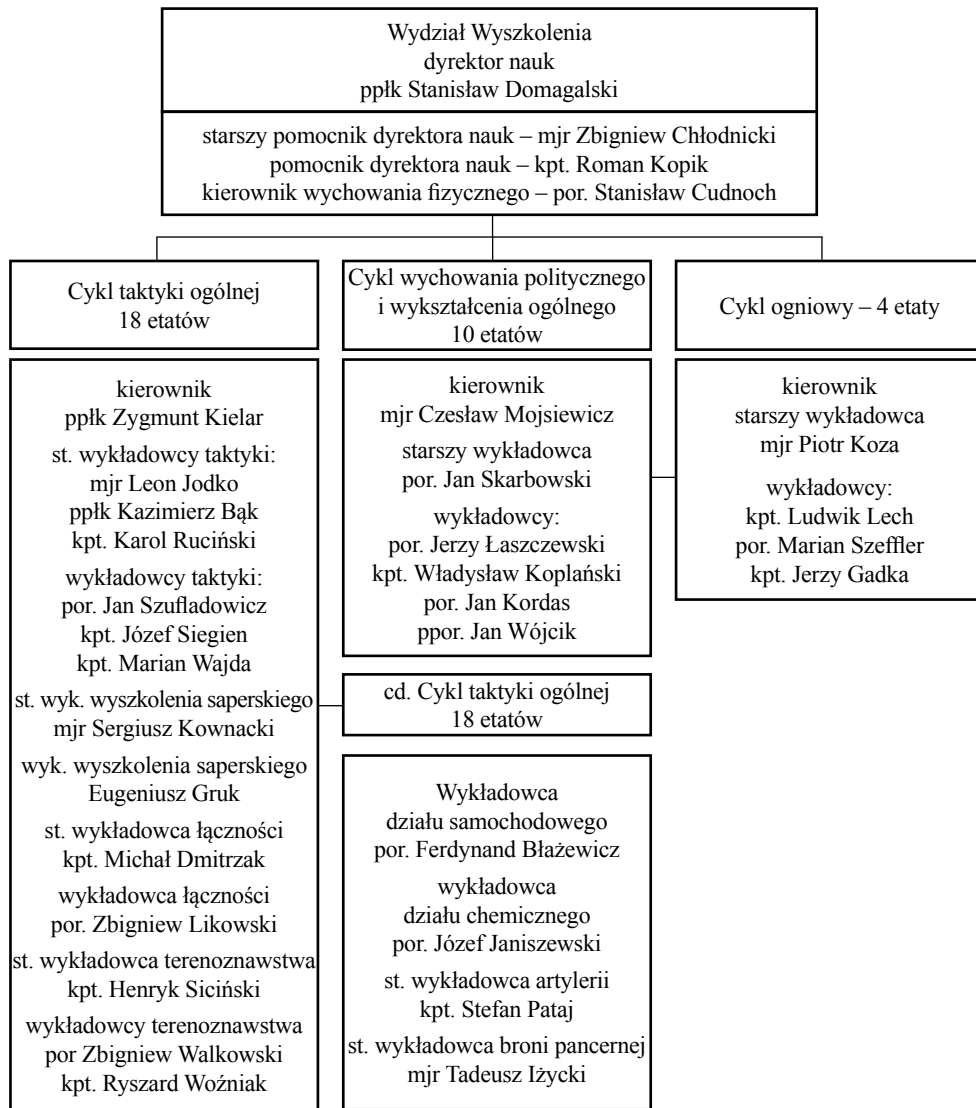 Wydział Wyszkolenia
dyrektor nauk
ppłk Stanisław Domagalski
starszy pomocnik dyrektora nauk – mjr Zbigniew Chłodnicki
pomocnik dyrektora nauk – kpt. Roman Kopik
kierownik wychowania fizycznego – por. Stanisław Cudnoch
Cykl taktyki ogólnej
18 etatów
kierownik
ppłk Zygmunt Kielar
st. wykładowcy taktyki:
mjr Leon Jodko
ppłk Kazimierz Bąk
kpt. Karol Ruciński
wykładowcy taktyki:
por. Jan Szufladowicz
kpt. Józef Siegien
kpt. Marian Wajda
st. wyk. wyszkolenia saperskiego
mjr Sergiusz Kownacki
wyk. wyszkolenia saperskiego
Eugeniusz Gruk
st. wykładowca łączności
kpt. Michał Dmitrzak
wykładowca łączności
por. Zbigniew Likowski
st. wykładowca terenoznawstwa
kpt. Henryk Siciński
wykładowcy terenoznawstwa
por Zbigniew Walkowski
kpt. Ryszard Woźniak
Cykl wychowania politycznego
i wykształcenia ogólnego
10 etatów
kierownik
mjr Czesław Mojsiewicz
starszy wykładowca
por. Jan Skarbowski
wykładowcy:
por. Jerzy Łaszczewski
kpt. Władysław Koplański
por. Jan Kordas
ppor. Jan Wójcik
cd. Cykl taktyki ogólnej
18 etatów
Wykładowca
działu samochodowego
por. Ferdynand Błażewicz
wykładowca
działu chemicznego
por. Józef Janiszewski
st. wykładowca artylerii
kpt. Stefan Pataj
st. wykładowca broni pancernej
mjr Tadeusz Iżycki
Cykl ogniowy – 4 etaty
kierownik
starszy wykładowca
mjr Piotr Koza
wykładowcy:
kpt. Ludwik Lech
por. Marian Szeffler
kpt. Jerzy Gadka